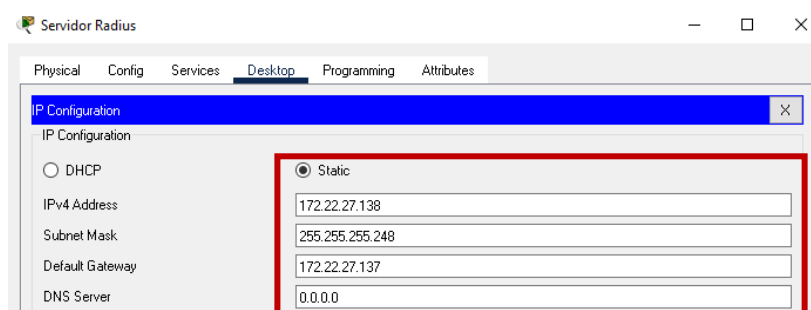 Servidor Radius
Physical Config Services Desktop Programming Attributes
IP Configuration X
IP Configuration
DHCP Static
IPv4 Address 172.22.27.138
Subnet Mask 255.255.255.248
Default Gateway 172.22.27.137
DNS Server 0.0.0.0